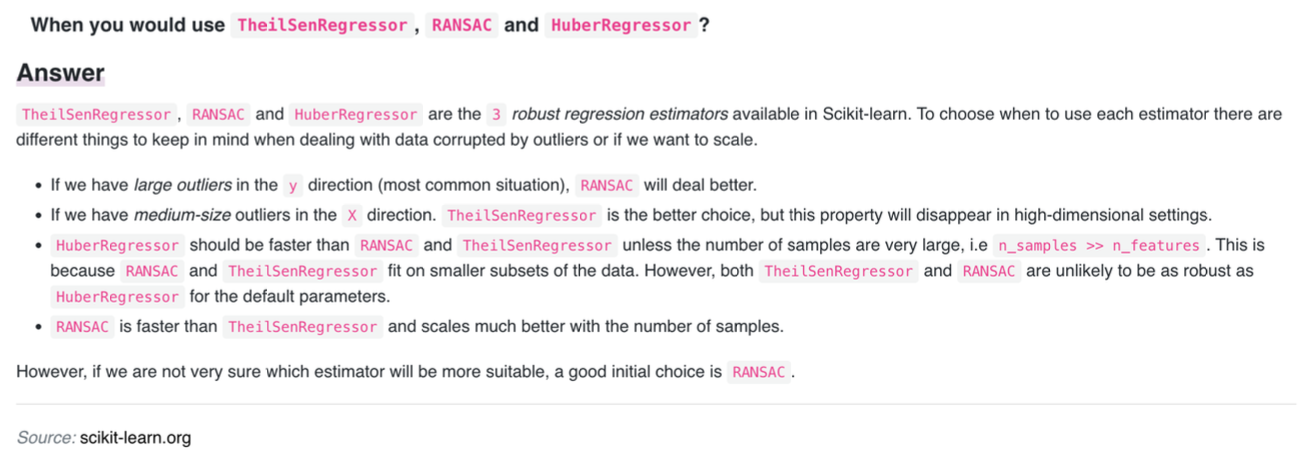 When you would use TheilSenRegressor, RANSAC and HuberRegressor?
Answer
TheilSenRegressor, RANSAC and HuberRegressor are the 3 robust regression estimators available in Scikit-learn. To choose when to use each estimator there are
different things to keep in mind when dealing with data corrupted by outliers or if we want to scale.
• If we have large outliers in the y direction (most common situation), RANSAC will deal better.
• If we have medium-size outliers in the X direction. TheilSenRegressor is the better choice, but this property will disappear in high-dimensional settings.
• HuberRegressor should be faster than RANSAC and TheilSenRegressor unless the number of samples are very large, i.e n_samples >> n_features. This is
because RANSAC and TheilSenRegressor fit on smaller subsets of the data. However, both TheilSenRegressor and RANSAC are unlikely to be as robust as
HuberRegressor for the default parameters.
• RANSAC is faster than TheilSenRegressor and scales much better with the number of samples.
However, if we are not very sure which estimator will be more suitable, a good initial choice is RANSAC.
Source: scikit-learn.org